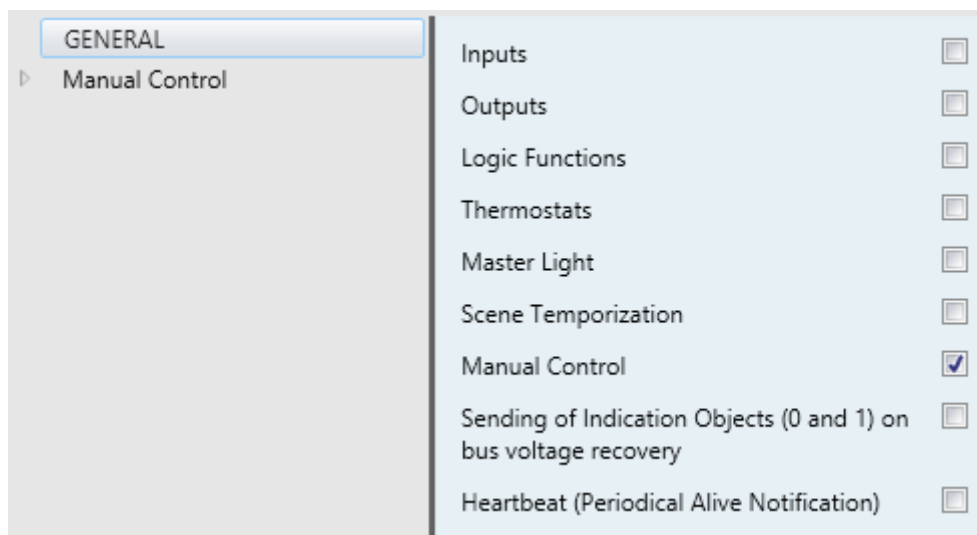 GENERAL
Manual Control
Inputs
Outputs
Logic Functions
Thermostats
Master Light
Scene Temporization
Manual Control
Sending of Indication Objects (0 and 1) on
bus voltage recovery
Heartbeat (Periodical Alive Notification)